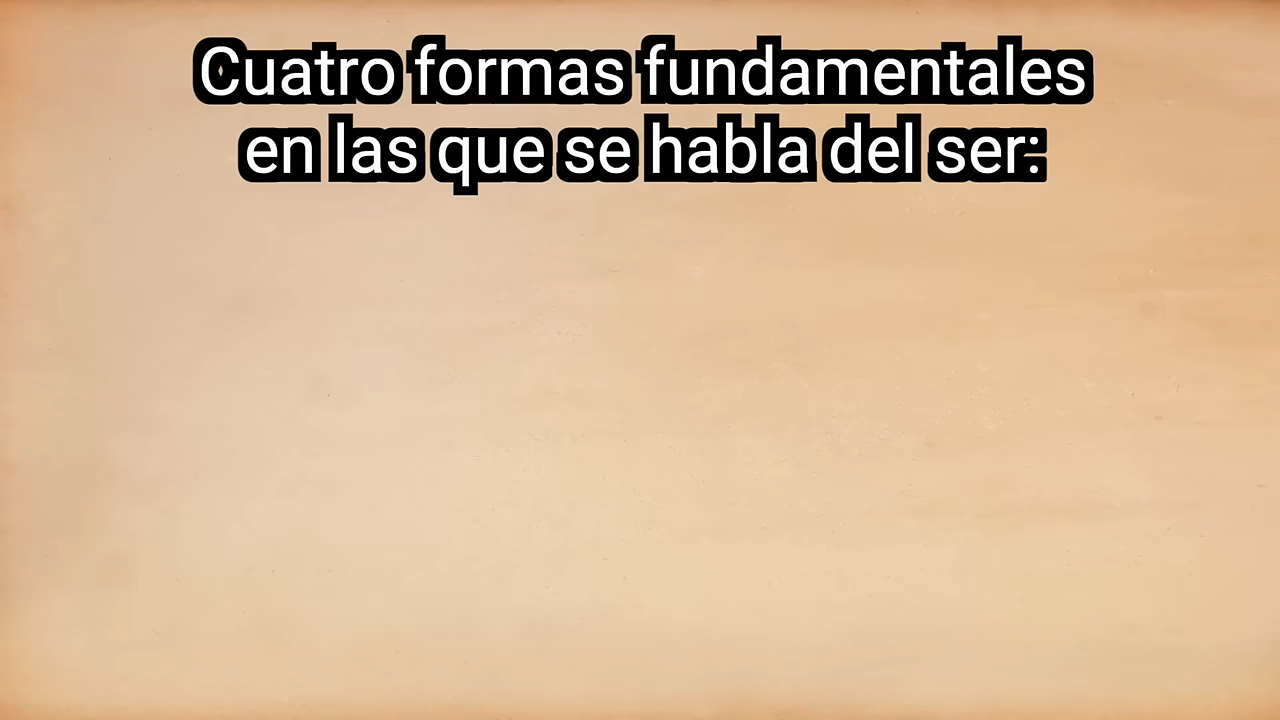 Cuatro formas fundamentales
en las que se habla del ser: